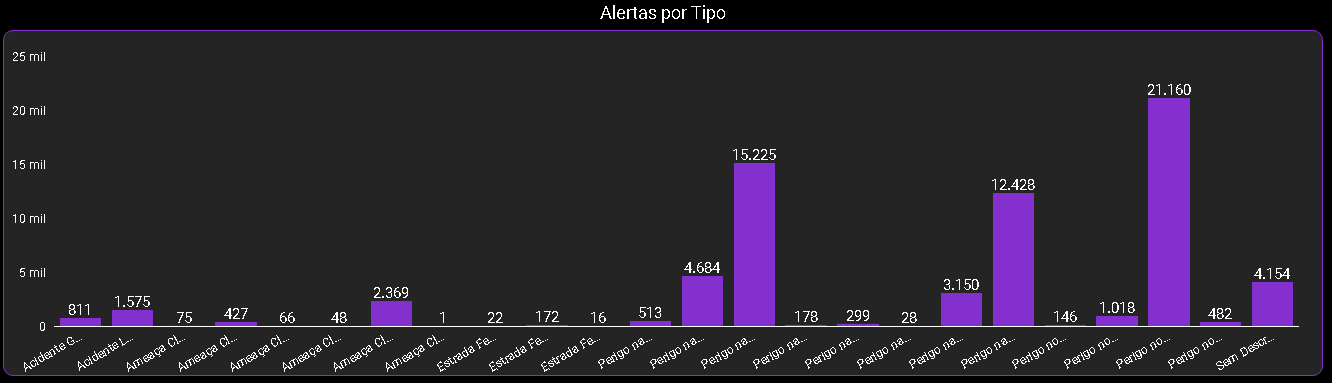 Alertas por Tipo
25 mil
20 mil
15 mil
10 mil
5 mil
0
811
1.575
75
427
66
48
2.369
1
22
172
16
513
4.684
15.225
178
299
28
3.150
12.428
146
1.018
21.160
482
4.154
Acidente G...
Acidente L...
Ameaça Cl...
Ameaça Cl...
Ameaça Cl...
Ameaça Cl...
Ameaça Cl...
Ameaça Cl...
Estrada Fe...
Estrada Fe...
Estrada Fe...
Perigo na...
Perigo na...
Perigo na...
Perigo na...
Perigo na...
Perigo na...
Perigo na...
Perigo na...
Perigo no...
Perigo no...
Perigo no...
Perigo no...
Sem Descr...